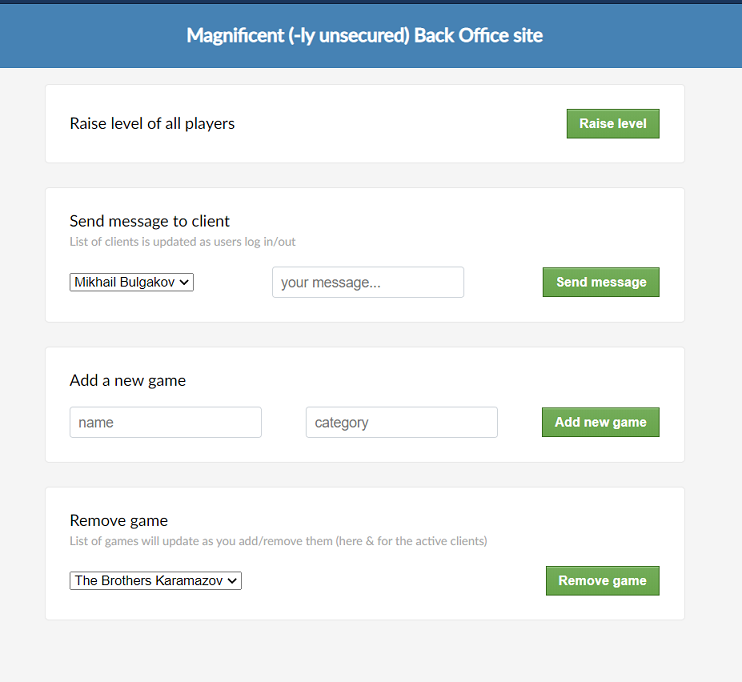 Magnificent (-ly unsecured) Back Office site
Raise level of all players
Raise level
Send message to client
List of clients is updated as users log in/out
Mikhail Bulgakov
your message...
Send message
Add a new game
name
category
Add new game
Remove game
List of games will update as you add/remove them (here & for the active clients)
The Brothers Karamazov
Remove game